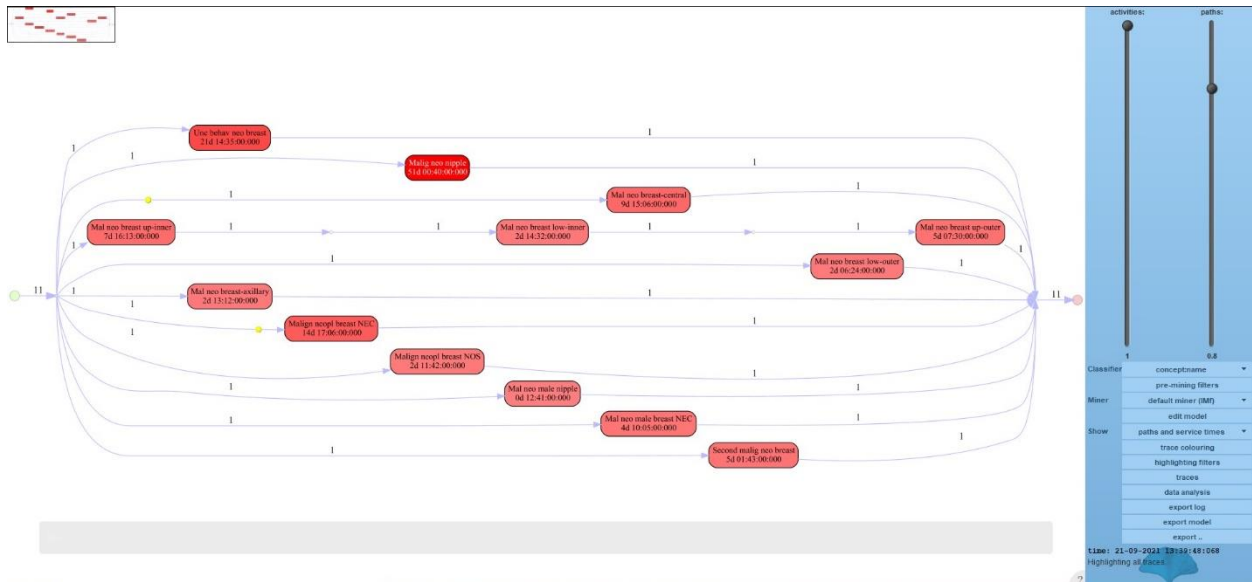 activities:
paths:
Unc behav neo breast
21d 14:35:00:000
1
1
1
Malig neo nipple
51d 00:40:00:000
1
1
1
Mal neo breast-central
9d 15:06:00:000
1
Mal neo breast up-inner
7d 16:13:00:000
1
1
1
Mal neo breast low-inner
2d 14:32:00:000
1
1
Mal neo breast up-outer
5d 07:30:00:000
1
1
Mal neo breast low-outer
2d 06:24:00:000
1
11
1
Mal neo breast-axillary
2d 13:12:00:000
1
11
1
Malign neopl breast NEC
14d 17:06:00:000
1
1
Malign neopl breast NOS
2d 11:42:00:000
1
1
Mal neo male nipple
0d 12:41:00:000
1
1
Mal neo male breast NEC
4d 10:05:00:000
1
1
Second malig neo breast
5d 01:43:00:000
1
1
0.8
Classifier
concept:name
pre-mining filters
Miner
default miner (IMf)
edit model
Show
paths and service times
trace colouring
highlighting filters
traces
data analysis
export log
export model
export ..
time: 21-09-2021 13:39:48:068
Highlighting all traces.
?